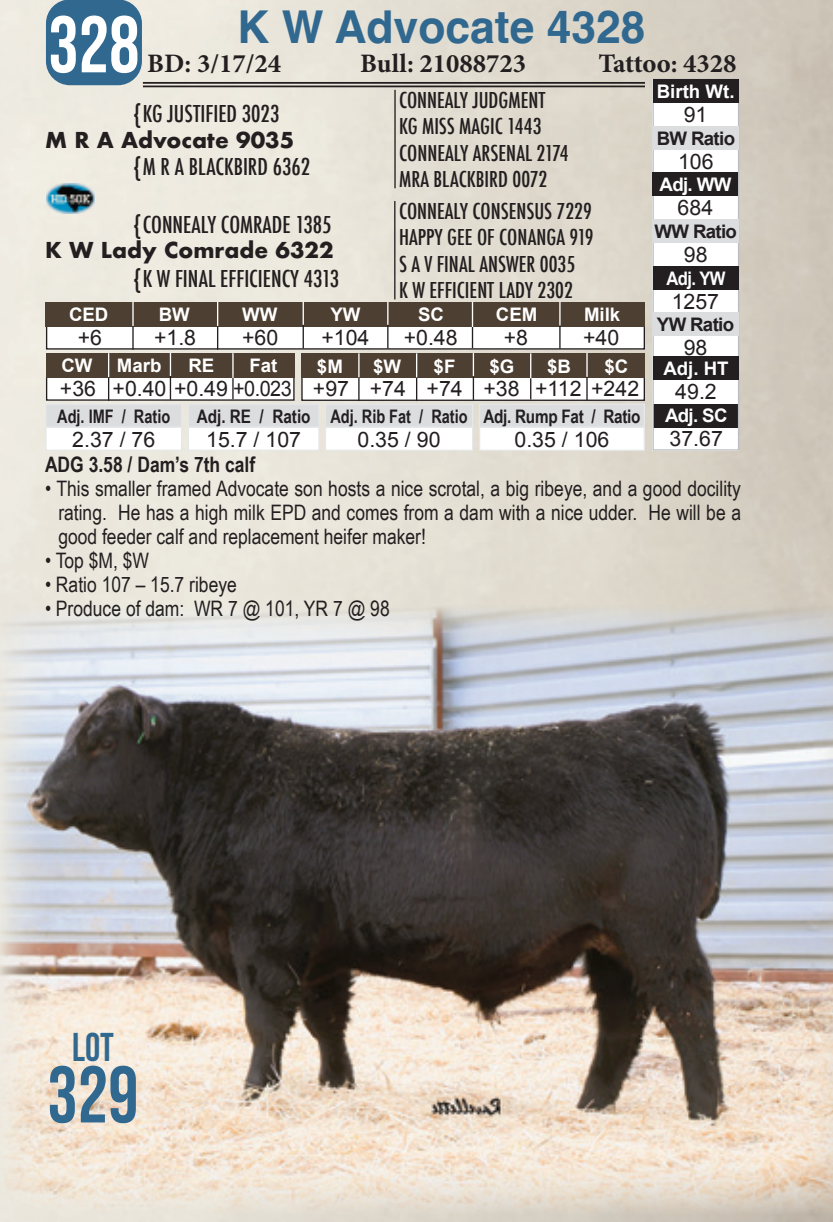 328
K W Advocate 4328
BD: 3/17/24 Bull: 21088723 Tattoo: 4328
{KG JUSTIFIED 3023
M R A Advocate 9035
{M R A BLACKBIRD 6362
CONNEALY JUDGMENT
KG MISS MAGIC 1443
CONNEALY ARSENAL 2174
MRA BLACKBIRD 0072
HD 50K
{CONNEALY COMRADE 1385
K W Lady Comrade 6322
{K W FINAL EFFICIENCY 4313
CONNEALY CONSENSUS 7229
HAPPY GEE OF CONANGA 919
S A V FINAL ANSWER 0035
K W EFFICIENT LADY 2302
Birth Wt.
91
BW Ratio
106
Adj. WW
684
WW Ratio
98
Adj. YW
1257
YW Ratio
98
Adj. HT
49.2
Adj. SC
37.67
CED BW WW YW SC CEM Milk
+6 +1.8 +60 +104 +0.48 +8 +40
CW Marb RE Fat $M $W $F $G $B $C
+36 +0.40 +0.49 +0.023 +97 +74 +74 +38 +112 +242
Adj. IMF / Ratio Adj. RE / Ratio Adj. Rib Fat / Ratio Adj. Rump Fat / Ratio
2.37 / 76 15.7 / 107 0.35 / 90 0.35 / 106
ADG 3.58 / Dam's 7th calf
• This smaller framed Advocate son hosts a nice scrotal, a big ribeye, and a good docility
rating. He has a high milk EPD and comes from a dam with a nice udder. He will be a
good feeder calf and replacement heifer maker!
• Top $M, $W
• Ratio 107 – 15.7 ribeye
• Produce of dam: WR 7 @ 101, YR 7 @ 98
LOT
329
Ravellette